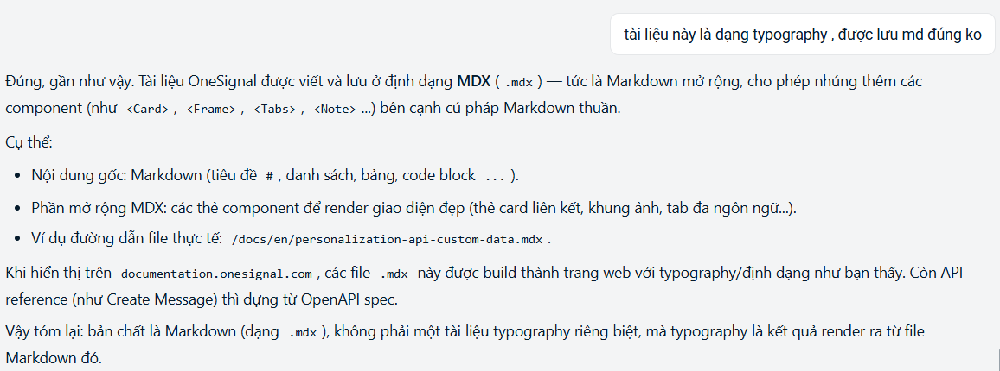 tài liệu này là dạng typography , được lưu md đúng ko
Đúng, gần như vậy. Tài liệu OneSignal được viết và lưu ở định dạng MDX ( .mdx ) — tức là Markdown mở rộng, cho phép nhúng thêm các
component (như <Card> , <Frame> , <Tabs> , <Note> ...) bên cạnh cú pháp Markdown thuần.
Cụ thể:
• Nội dung gốc: Markdown (tiêu đề # , danh sách, bảng, code block ... ).
• Phần mở rộng MDX: các thẻ component để render giao diện đẹp (thẻ card liên kết, khung ảnh, tab đa ngôn ngữ...).
• Ví dụ đường dẫn file thực tế: /docs/en/personalization-api-custom-data.mdx .
Khi hiển thị trên documentation.onesignal.com , các file .mdx này được build thành trang web với typography/định dạng như bạn thấy. Còn API
reference (như Create Message) thì dựng từ OpenAPI spec.
Vậy tóm lại: bản chất là Markdown (dạng .mdx ), không phải một tài liệu typography riêng biệt, mà typography là kết quả render ra từ file
Markdown đó.